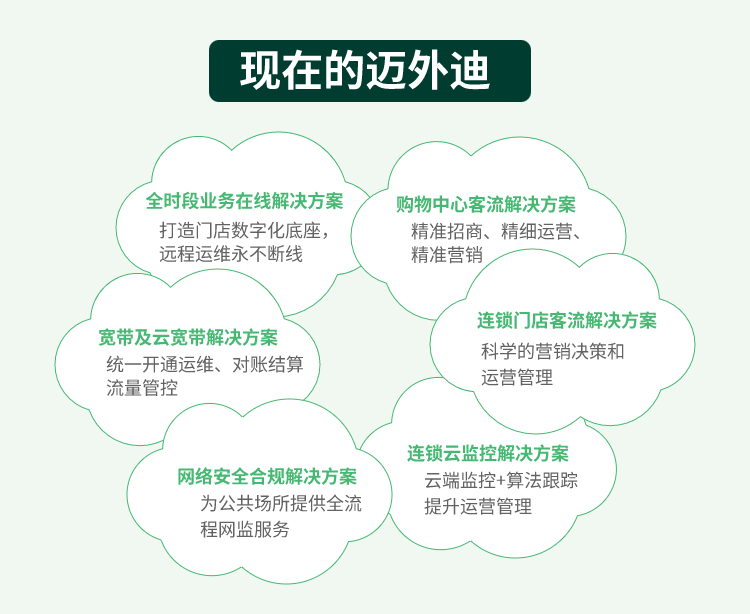 现在的迈外迪
全时段业务在线解决方案
打造门店数字化底座，
远程运维永不断线
购物中心客流解决方案
精准招商、精细运营、
精准营销
宽带及云宽带解决方案
统一开通运维、对账结算
流量管控
连锁门店客流解决方案
科学的营销决策和
运营管理
网络安全合规解决方案
为公共场所提供全流
程网监服务
连锁云监控解决方案
云端监控+算法跟踪
提升运营管理